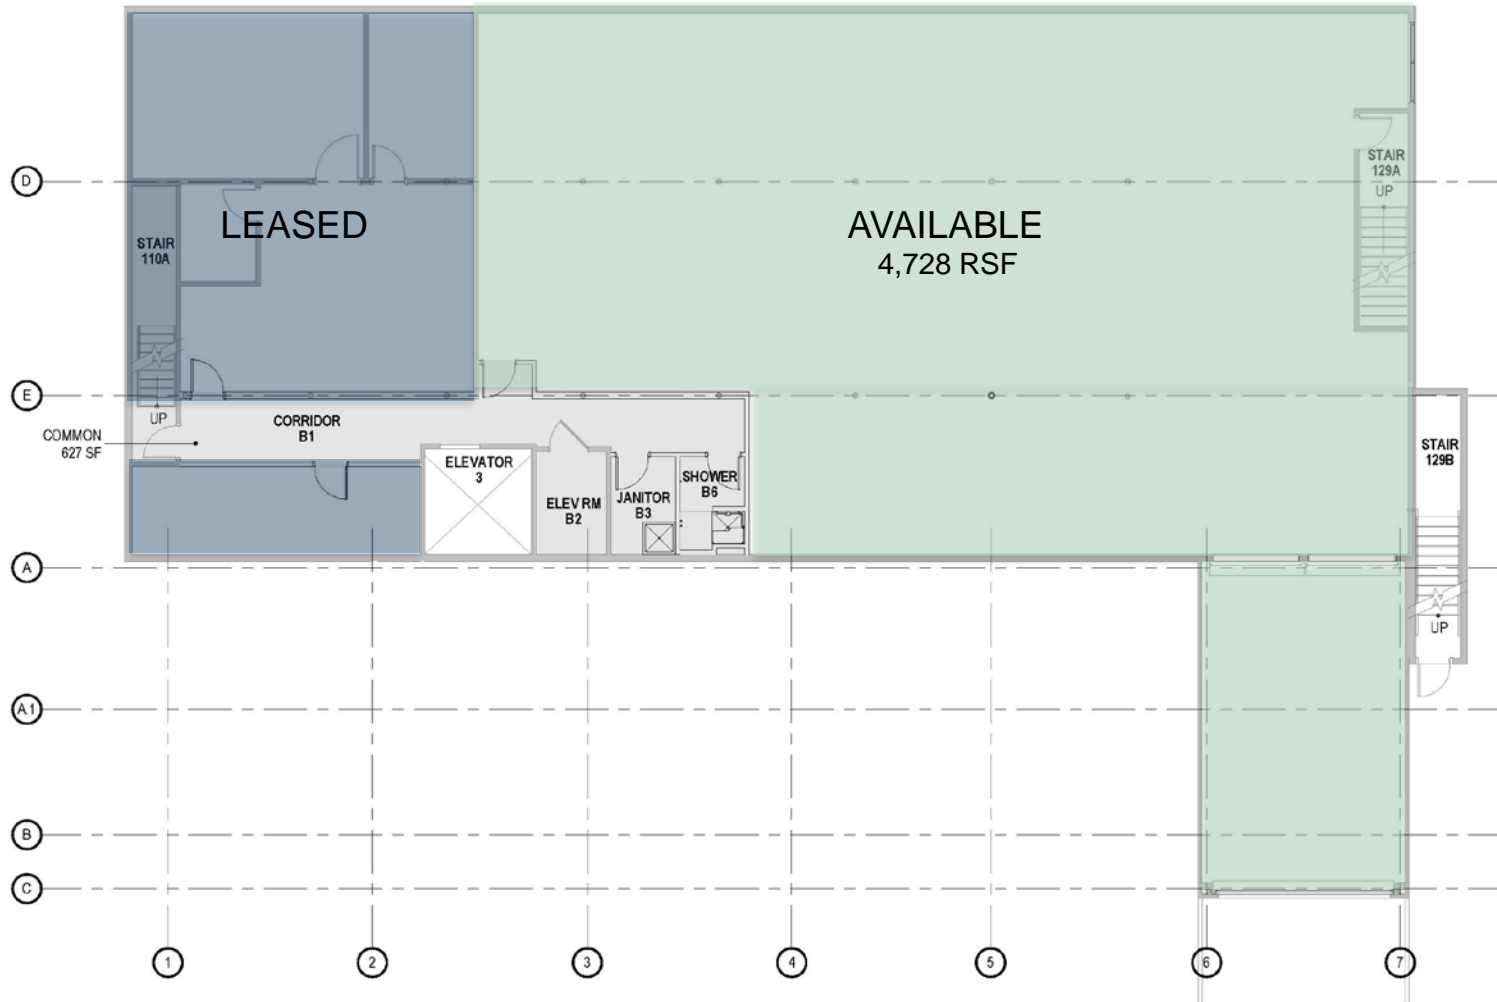 D
STAIR
129A
UP
LEASED
AVAILABLE
4,728 RSF
STAIR
110A
E
UP
CORRIDOR
B1
COMMON
627 SF
ELEVATOR
3
STAIR
129B
SHOWER
B6
JANITOR
B3
ELEV RM
B2
A
UP
A.1
B
C
1
2
3
4
5
6
7